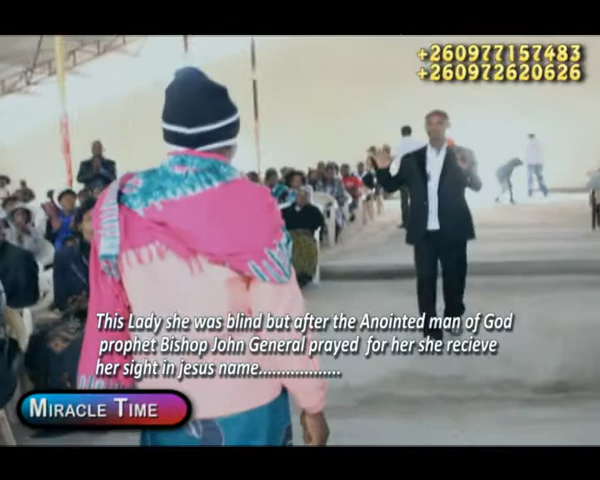 +260977157483
+260972620626
This Lady she was blind but after the Anointed man of God
prophet Bishop John General prayed for her she recieve
her sight in jesus name.................
MIRACLE TIME